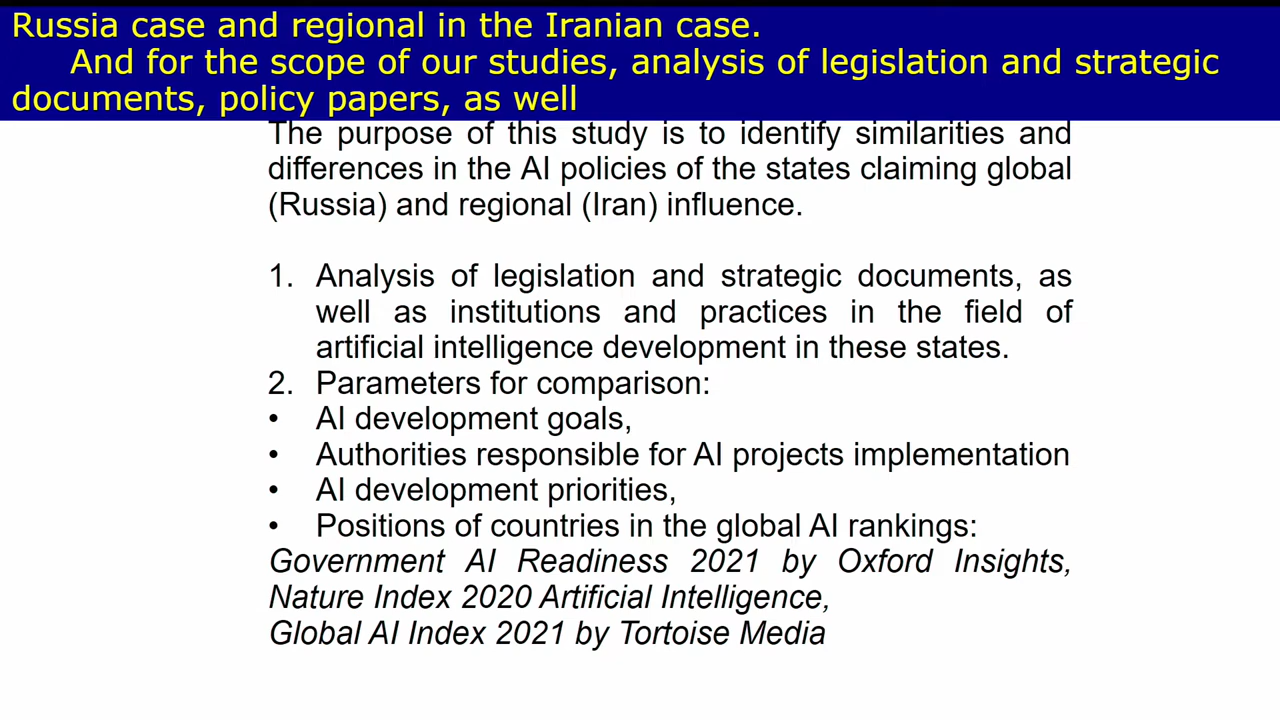 Russia case and regional in the Iranian case.
And for the scope of our studies, analysis of legislation and strategic
documents, policy papers, as well
The purpose of this study is to identify similarities and
differences in the AI policies of the states claiming global
(Russia) and regional (Iran) influence.
1. Analysis of legislation and strategic documents, as
well as institutions and practices in the field of
artificial intelligence development in these states.
2. Parameters for comparison:
• AI development goals,
• Authorities responsible for AI projects implementation
• AI development priorities,
• Positions of countries in the global AI rankings:
Government AI Readiness 2021 by Oxford Insights,
Nature Index 2020 Artificial Intelligence,
Global AI Index 2021 by Tortoise Media